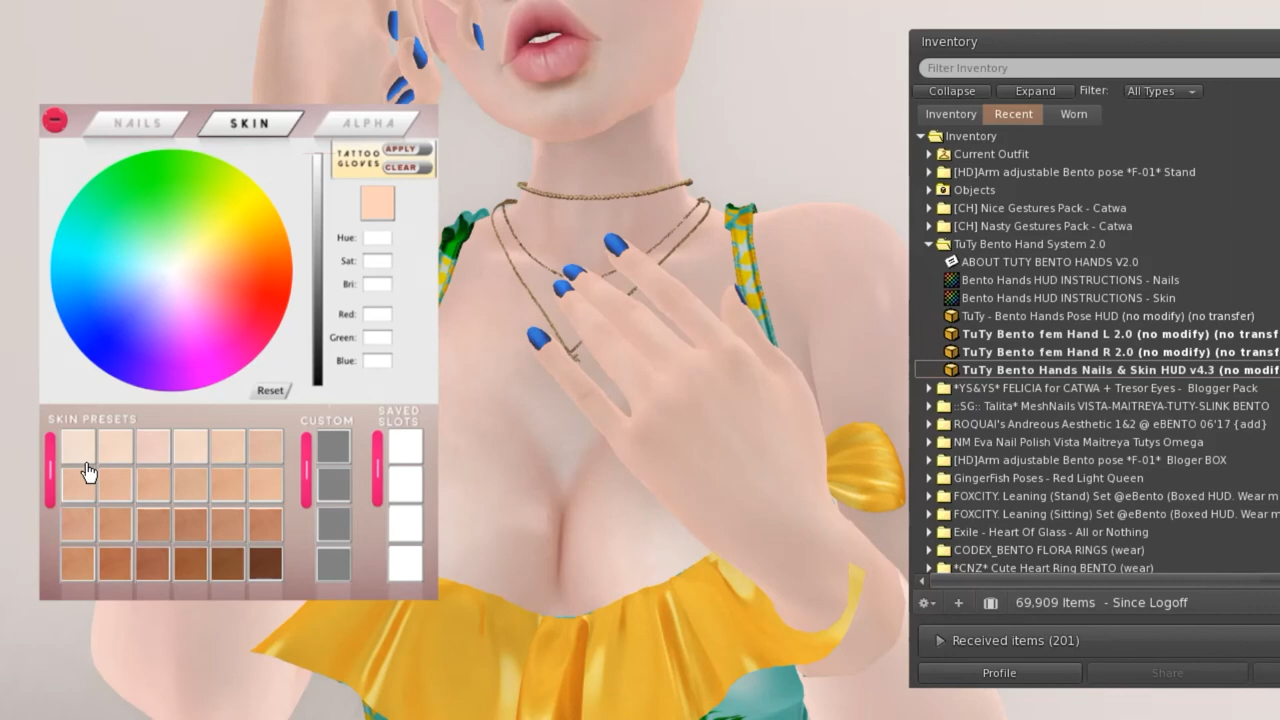 NAILS
SKIN
ALPHA
TATTOO GLOVES
APPLY
CLEAR
Hue:
Sat:
Bri:
Red:
Green:
Blue:
Reset
SKIN PRESETS
CUSTOM
SAVED SLOTS
Inventory
Filter Inventory
Collapse
Expand
Filter:
All Types
Inventory
Recent
Worn
Inventory
Current Outfit
[HD]Arm adjustable Bento pose *F-01* Stand
Objects
[CH] Nice Gestures Pack - Catwa
[CH] Nasty Gestures Pack - Catwa
TuTy Bento Hand System 2.0
ABOUT TUTY BENTO HANDS V2.0
Bento Hands HUD INSTRUCTIONS - Nails
Bento Hands HUD INSTRUCTIONS - Skin
TuTy - Bento Hands Pose HUD (no modify) (no transfer)
TuTy Bento fem Hand L 2.0 (no modify) (no transf
TuTy Bento fem Hand R 2.0 (no modify) (no transf
TuTy Bento Hands Nails & Skin HUD v4.3 (no modif
*YS&YS* FELICIA for CATWA + Tresor Eyes - Blogger Pack
::SG:: Talita* MeshNails VISTA-MAITREYA-TUTY-SLINK BENTO
ROQUAI's Andreous Aesthetic 1&2 @ eBENTO 06'17 {add}
NM Eva Nail Polish Vista Maitreya Tutys Omega
[HD]Arm adjustable Bento pose *F-01* Bloger BOX
GingerFish Poses - Red Light Queen
FOXCITY. Leaning (Stand) Set @eBento (Boxed HUD. Wear m
FOXCITY. Leaning (Sitting) Set @eBento (Boxed HUD. Wear m
Exile - Heart Of Glass - All or Nothing
CODEX_BENTO FLORA RINGS (wear)
*CNZ* Cute Heart Ring BENTO (wear)
69,909 Items - Since Logoff
Received items (201)
Profile
Share